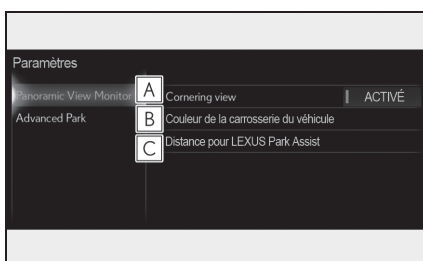 Paramètres
Panoramic View Monitor
Advanced Park
A Cornering view ACTIVÉ
B Couleur de la carrosserie du véhicule
C Distance pour LEXUS Park Assist